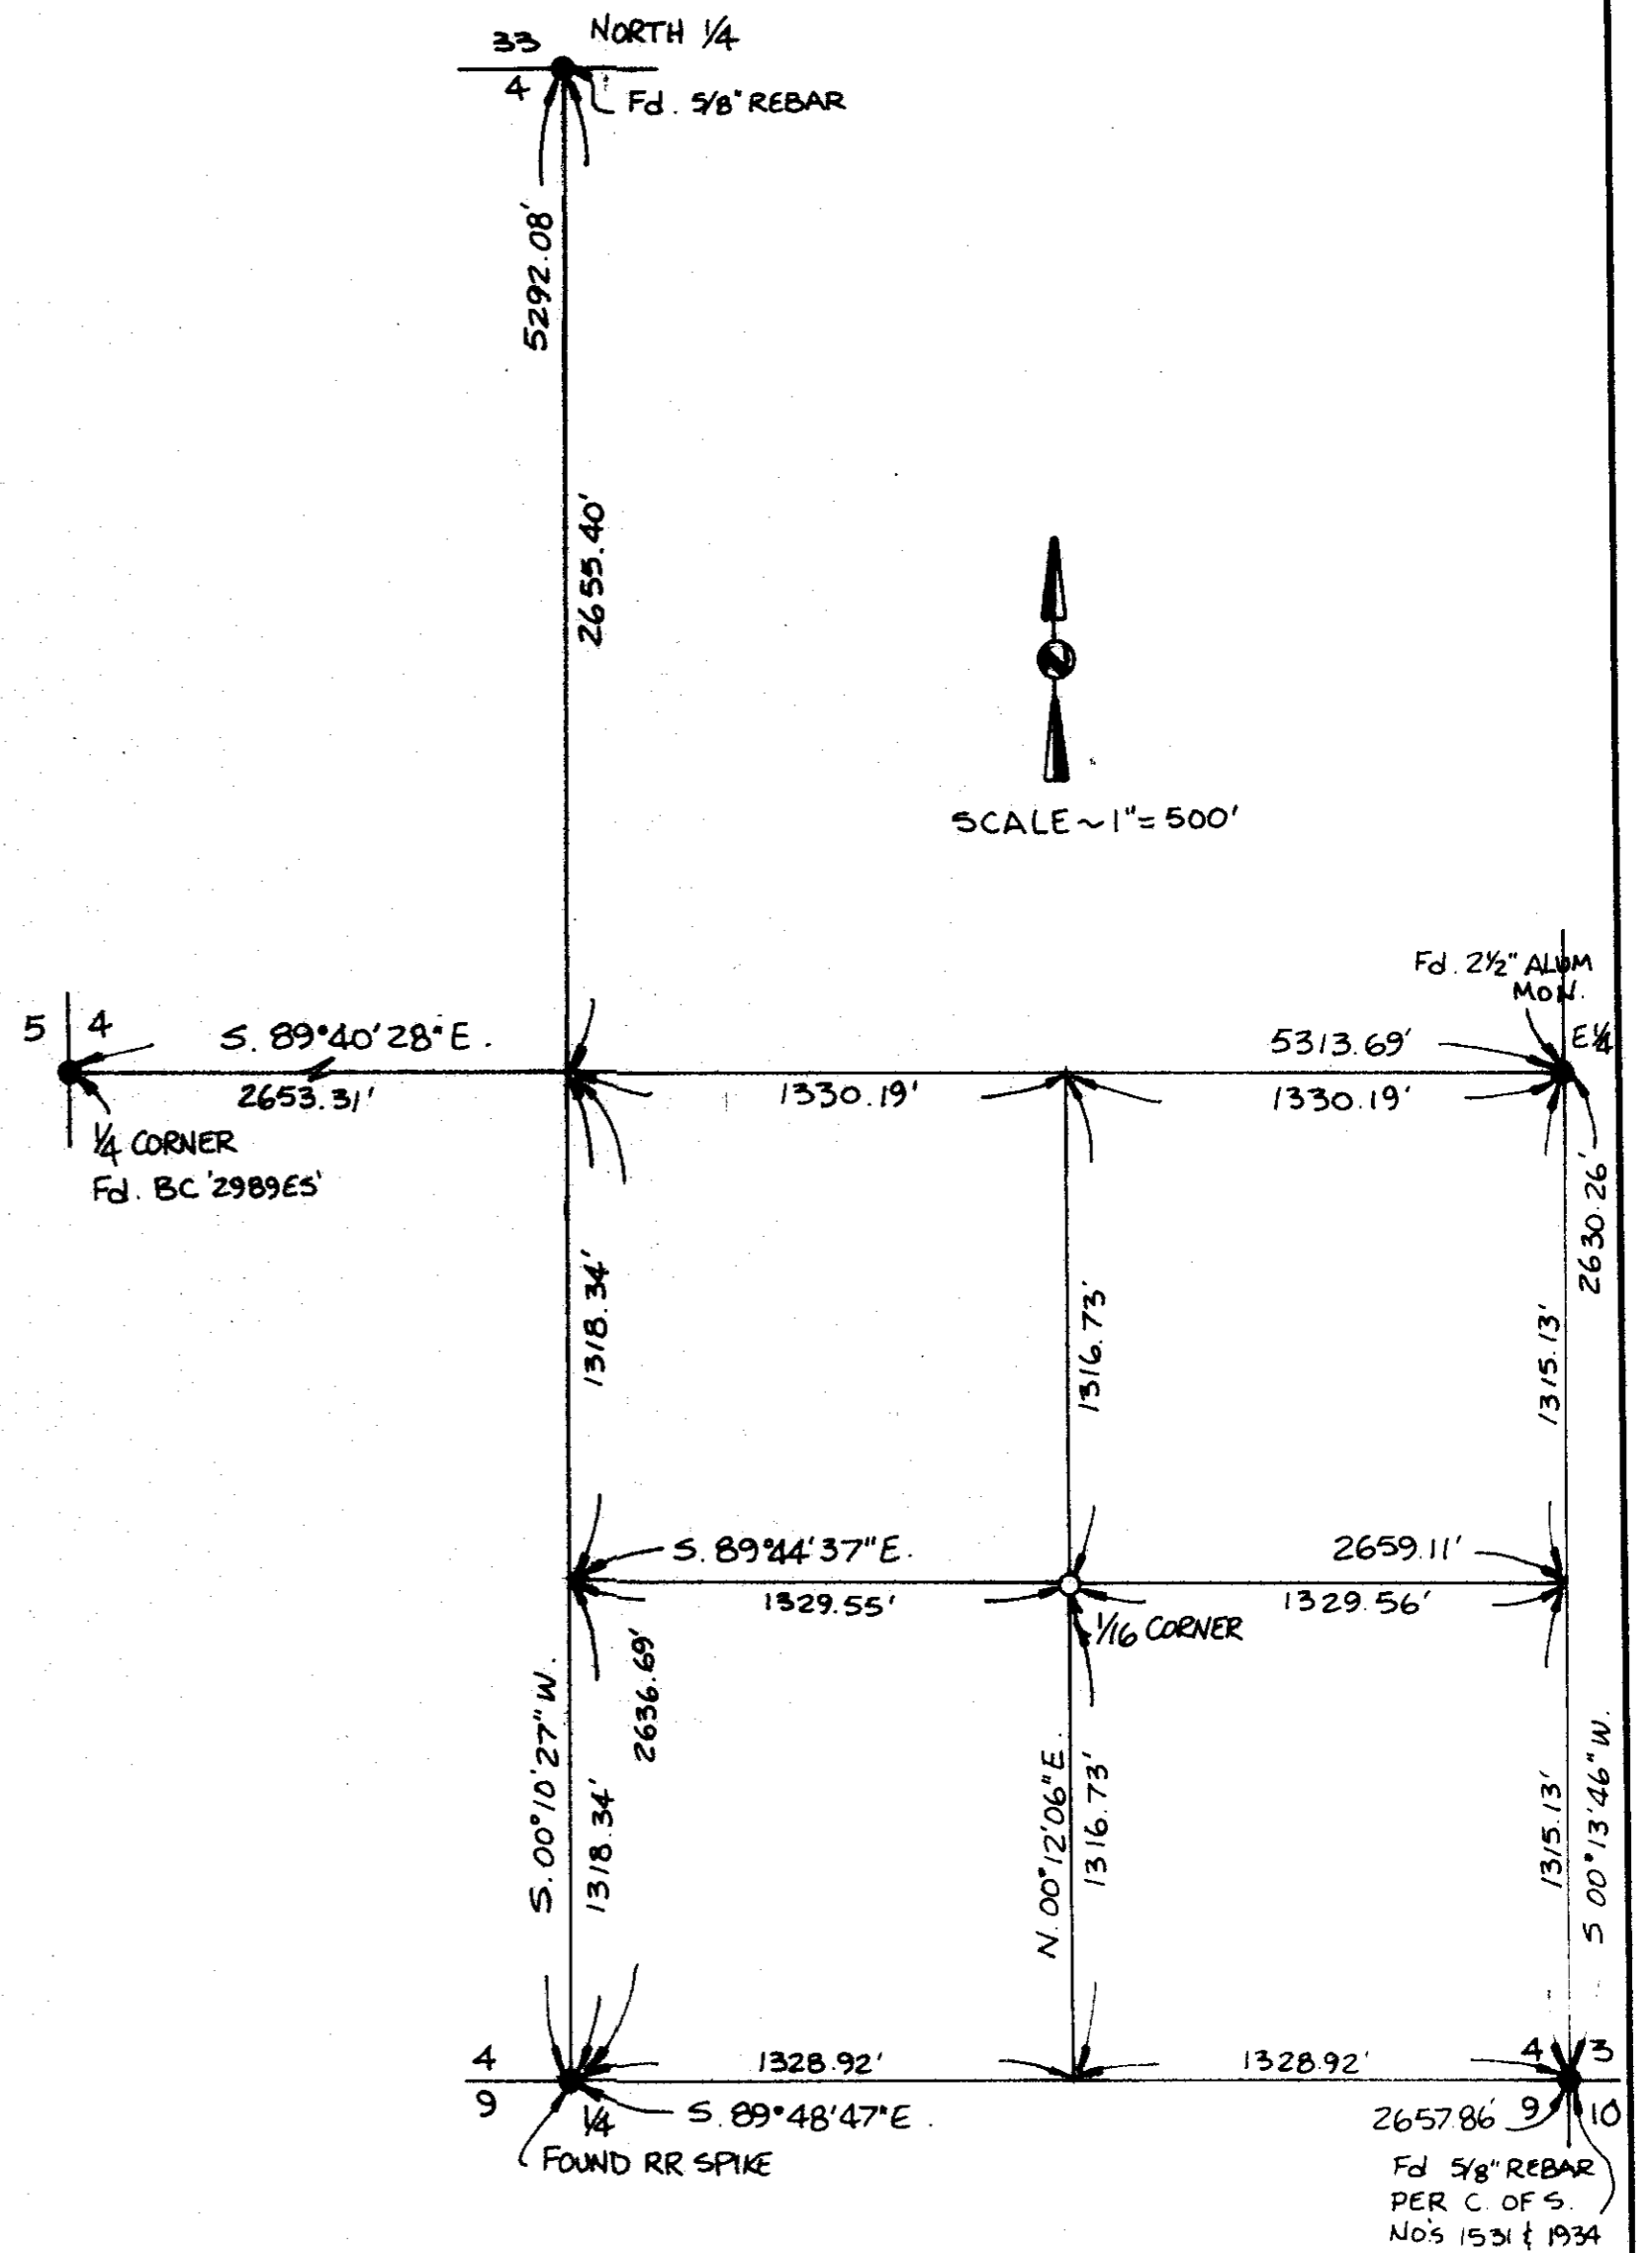 33 NORTH 1/4
4
Fd. 5/8" REBAR
5292.08'
2655.40'
SCALE ~ 1" = 500'
Fd. 2½" ALUM
MON.
E¼
5 4
S. 89°40'28" E.
2653.31'
1330.19'
5313.69'
1330.19'
¼ CORNER
Fd. BC '2989ES'
2630.26'
1318.34'
1316.73'
1315.13'
S. 89°44'37" E.
1329.55'
2659.11'
1329.56'
1/16 CORNER
2636.69'
S. 00°10'27" W.
1318.34'
N. 00°12'06" E.
1316.73'
1315.13'
S 00°13'46" W.
4
9
1328.92'
1328.92'
4 3
9 10
¼
S. 89°48'47" E.
2657.86'
FOUND RR SPIKE
Fd 5/8" REBAR
PER C. OF S.
NO'S 1531 & 1934